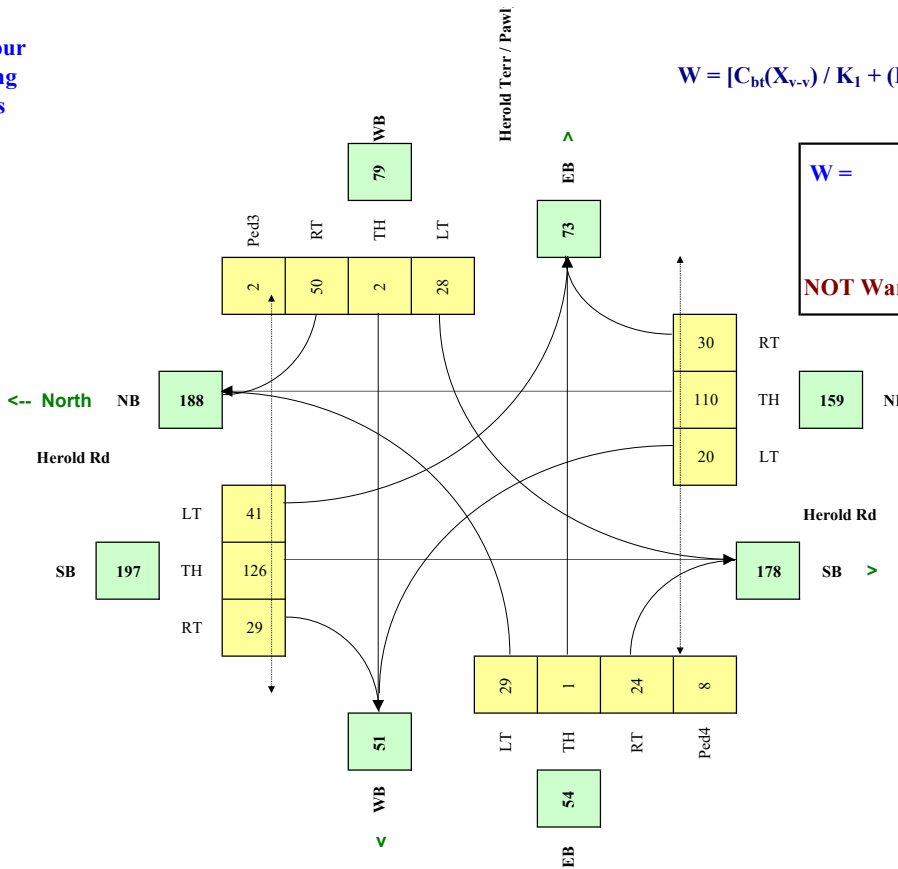 our
ng
s
W = [Cbt(Xv-v) / K1 + (
Herold Terr / Pawl
W =
NOT War
WB
79
^
EB
73
Ped3
RT
TH
LT
2
50
2
28
30
RT
110
TH
20
LT
159
<-- North
NB
188
Herold Rd
LT
41
SB
197
TH
126
RT
29
Herold Rd
178
SB
>
29
1
24
8
LT
TH
RT
Ped4
51
WB
v
54
EB